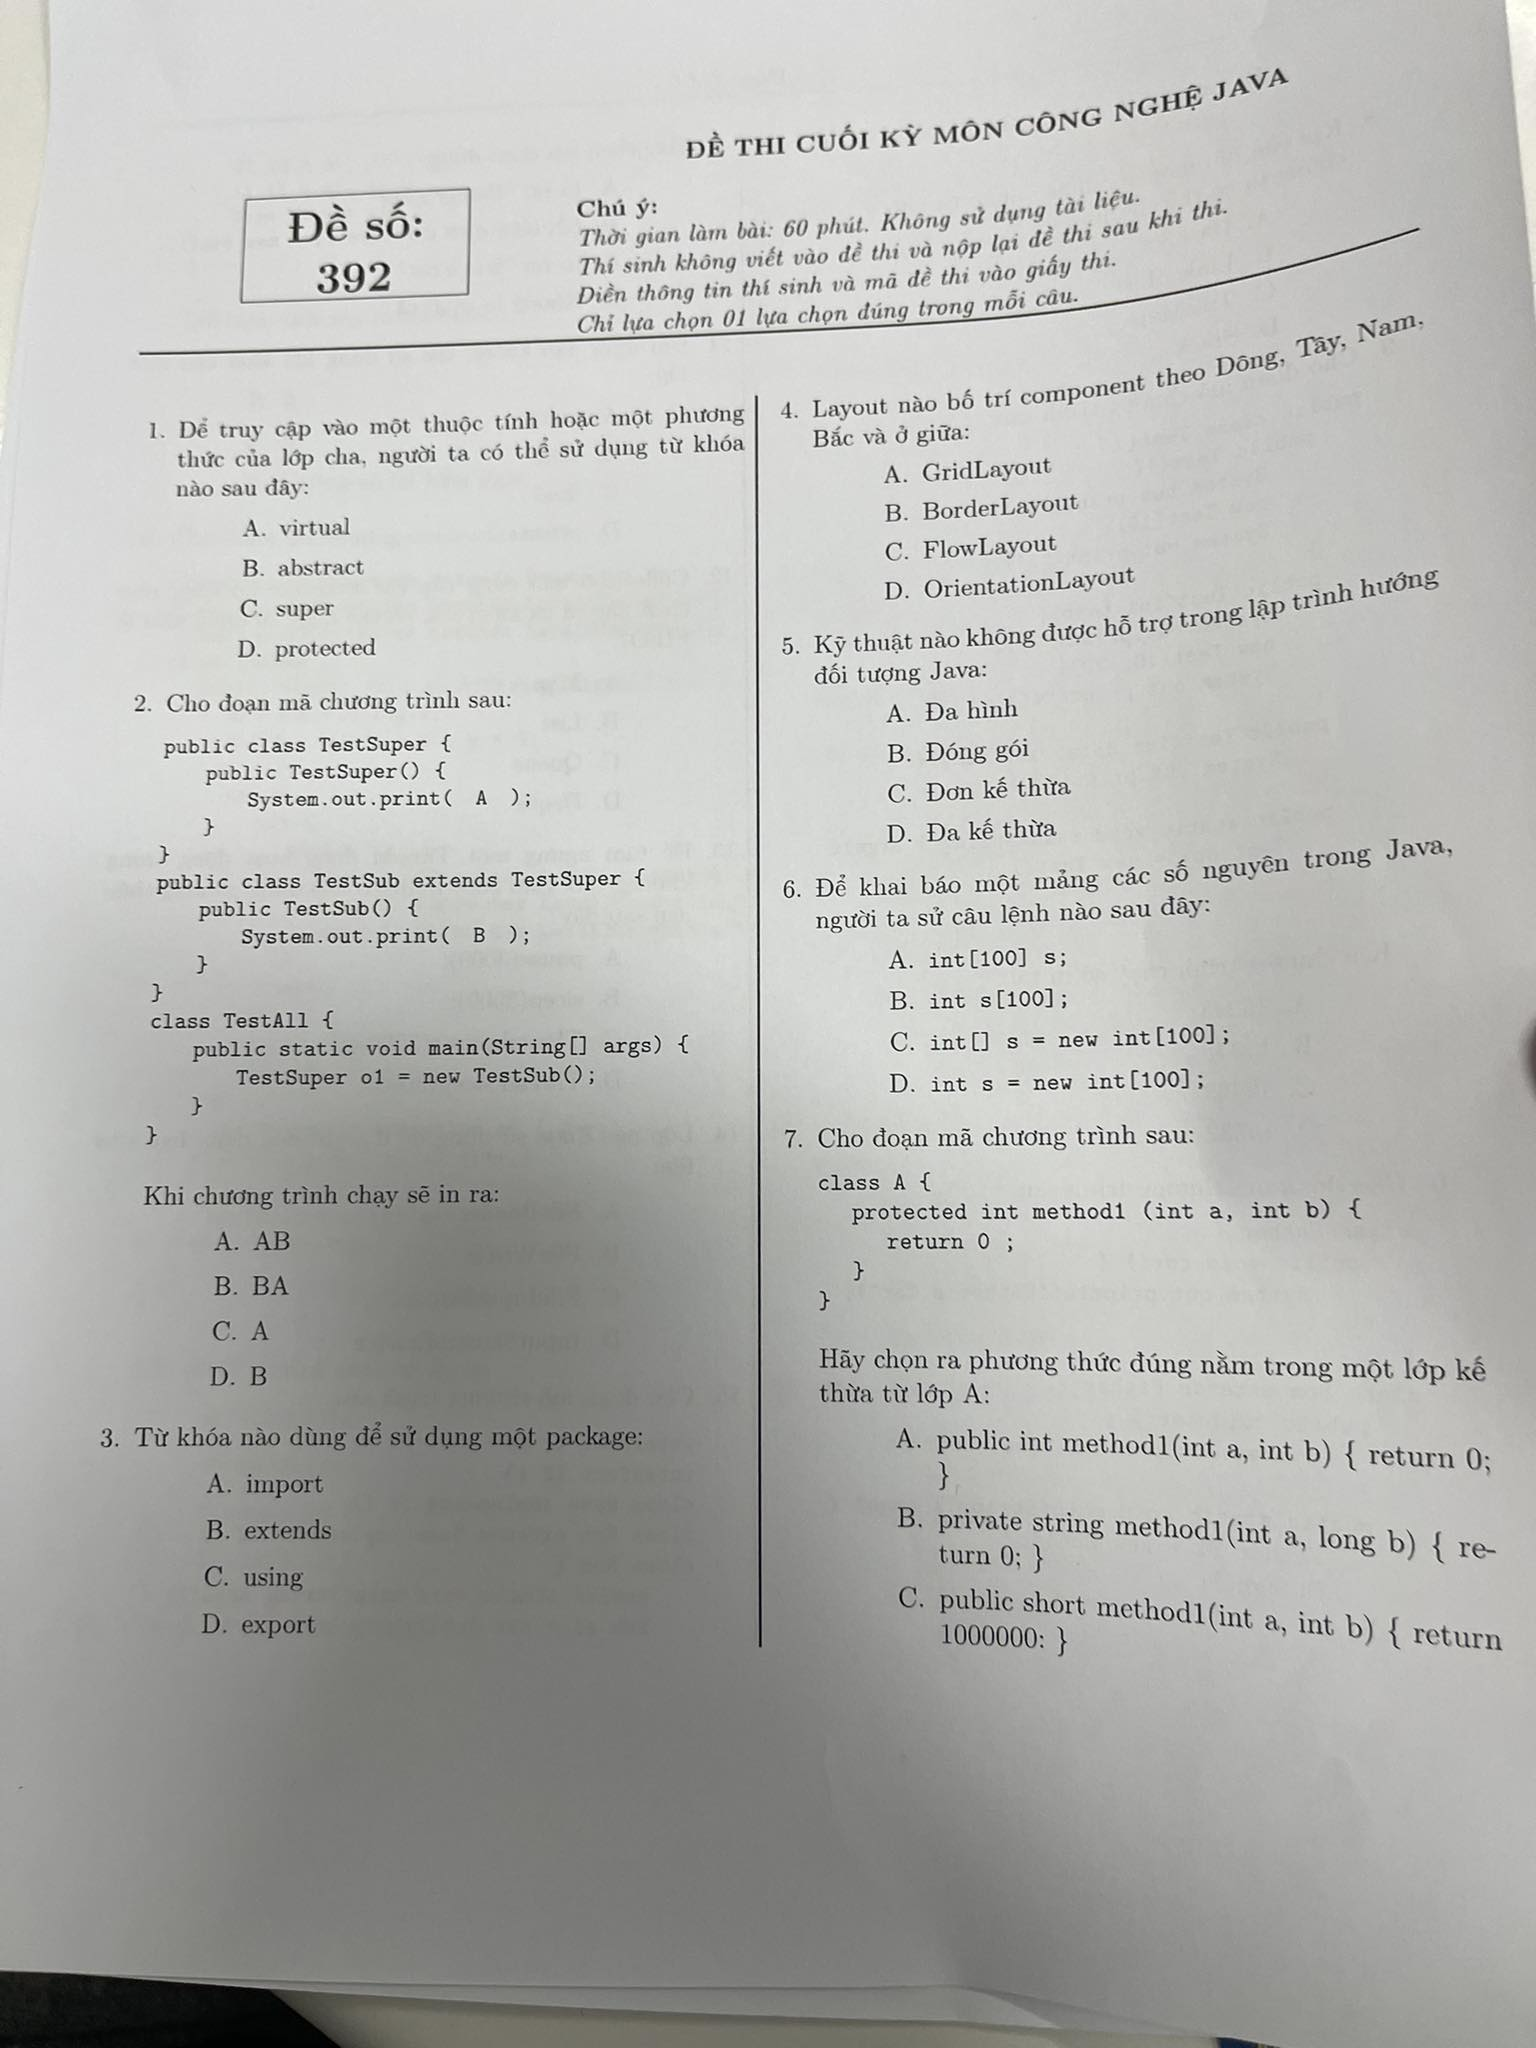 ĐỀ THI CUỐI KỲ MÔN CÔNG NGHỆ JAVA
Đề số:
392
Chú ý:
Thời gian làm bài: 60 phút. Không sử dụng tài liệu.
Thí sinh không viết vào đề thi và nộp lại đề thi sau khi thi.
Điền thông tin thí sinh và mã đề thi vào giấy thi.
Chỉ lựa chọn 01 lựa chọn đúng trong mỗi câu.
1. Để truy cập vào một thuộc tính hoặc một phương
thức của lớp cha, người ta có thể sử dụng từ khóa
nào sau đây:
A. virtual
B. abstract
C. super
D. protected
2. Cho đoạn mã chương trình sau:
public class TestSuper {
public TestSuper() {
System.out.print( A );
}
}
public class TestSub extends TestSuper {
public TestSub() {
System.out.print( B );
}
}
class TestAll {
public static void main(String[] args) {
TestSuper o1 = new TestSub();
}
}
Khi chương trình chạy sẽ in ra:
A. AB
B. BA
C. A
D. B
3. Từ khóa nào dùng để sử dụng một package:
A. import
B. extends
C. using
D. export
4. Layout nào bố trí component theo Đông, Tây, Nam,
Bắc và ở giữa:
A. GridLayout
B. BorderLayout
C. FlowLayout
D. OrientationLayout
5. Kỹ thuật nào không được hỗ trợ trong lập trình hướng
đối tượng Java:
A. Đa hình
B. Đóng gói
C. Đơn kế thừa
D. Đa kế thừa
6. Để khai báo một mảng các số nguyên trong Java,
người ta sử câu lệnh nào sau đây:
A. int[100] s;
B. int s[100];
C. int[] s = new int[100];
D. int s = new int[100];
7. Cho đoạn mã chương trình sau:
class A {
protected int method1 (int a, int b) {
return 0 ;
}
}
Hãy chọn ra phương thức đúng nằm trong một lớp kế
thừa từ lớp A:
A. public int method1(int a, int b) { return 0;
}
B. private string method1(int a, long b) { re-
turn 0; }
C. public short method1(int a, int b) { return
1000000: }